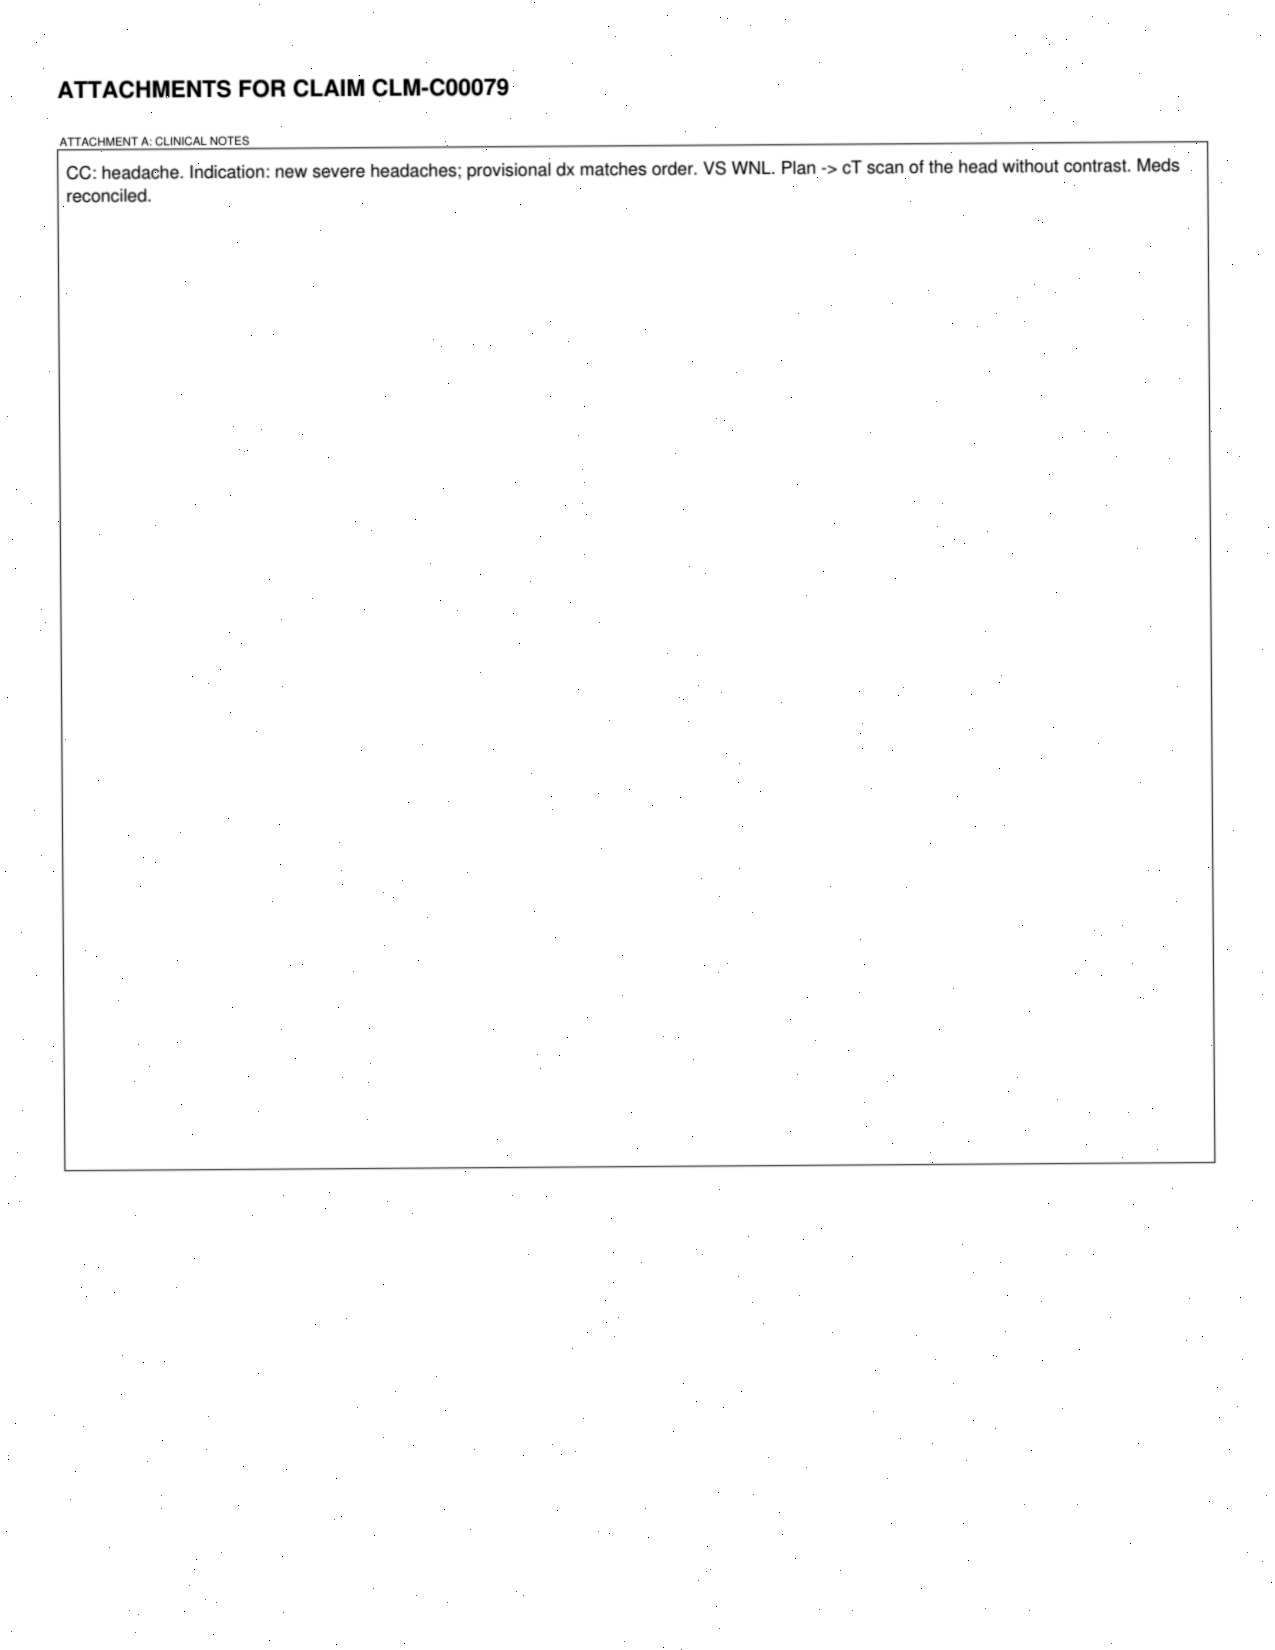 ATTACHMENTS FOR CLAIM CLM-C00079
ATTACHMENT A: CLINICAL NOTES
CC: headache. Indication: new severe headaches; provisional dx matches order. VS WNL. Plan -> cT scan of the head without contrast. Meds
reconciled.